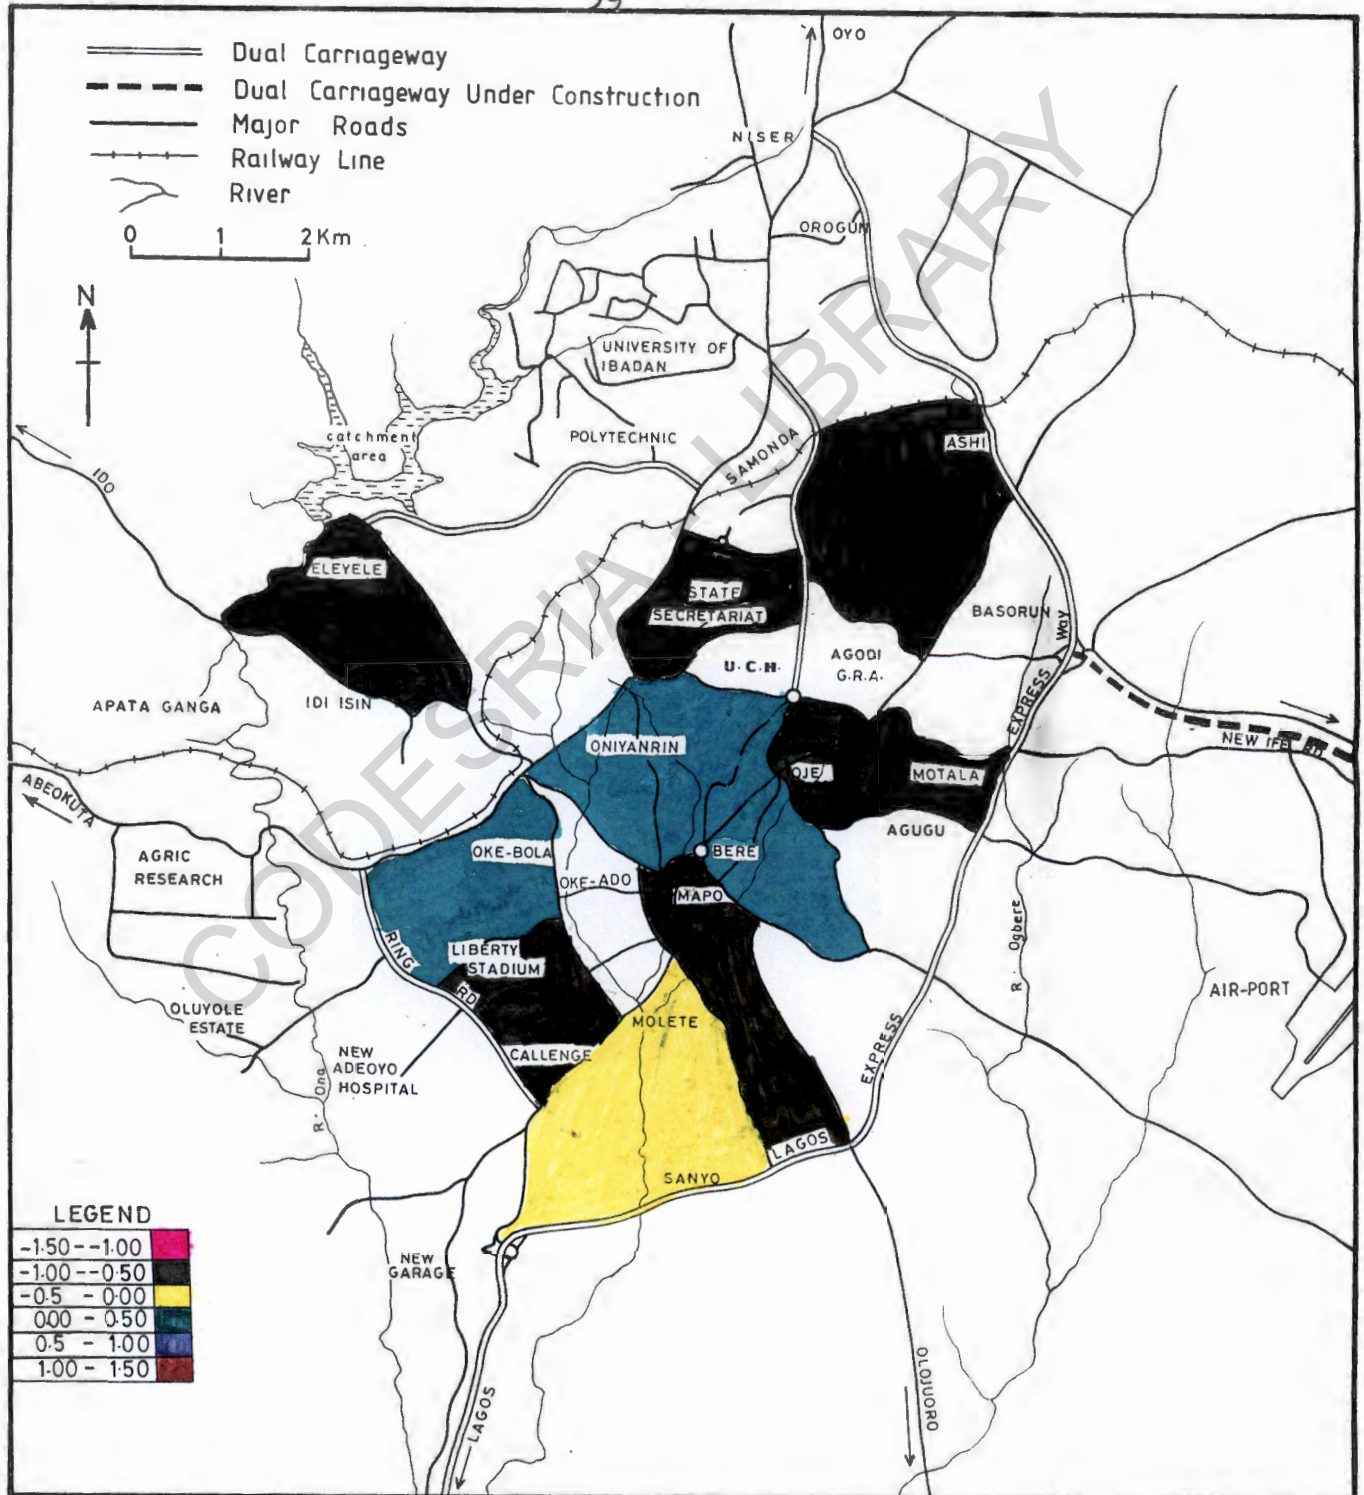 Dual Carriageway
Dual Carriageway Under Construction
Major Roads
Railway Line
River
0 1 2 Km
N
OYO
NISER
OROGUN
UNIVERSITY OF
IBADAN
POLYTECHNIC
SAMONDA
catchment
area
IDO
ASHI
ELEYELE
STATE
SECRETARIAT
BASORUN
U.C.H.
AGODI
G.R.A.
EXPRESS
Way
APATA GANGA
IDI ISIN
ONIYANRIN
OJE
MOTALA
NEW IFE RD
ABEOKUTA
AGUGU
AGRIC
RESEARCH
OKE-BOLA
BERE
OKE-ADO
MAPO
RING
RD
LIBERTY
STADIUM
R. Ogbere
AIR-PORT
OLUYOLE
ESTATE
MOLETE
NEW
ADEOYO
HOSPITAL
CALLENGE
EXPRESS
R. Ona
LAGOS
SANYO
NEW
GARAGE
LAGOS
OLOJUORO
LEGEND
-1.50--1.00
-1.00--0.50
-0.5 - 0.00
0.00 - 0.50
0.5 - 1.00
1.00 - 1.50
CODESRIA - LIBRARY